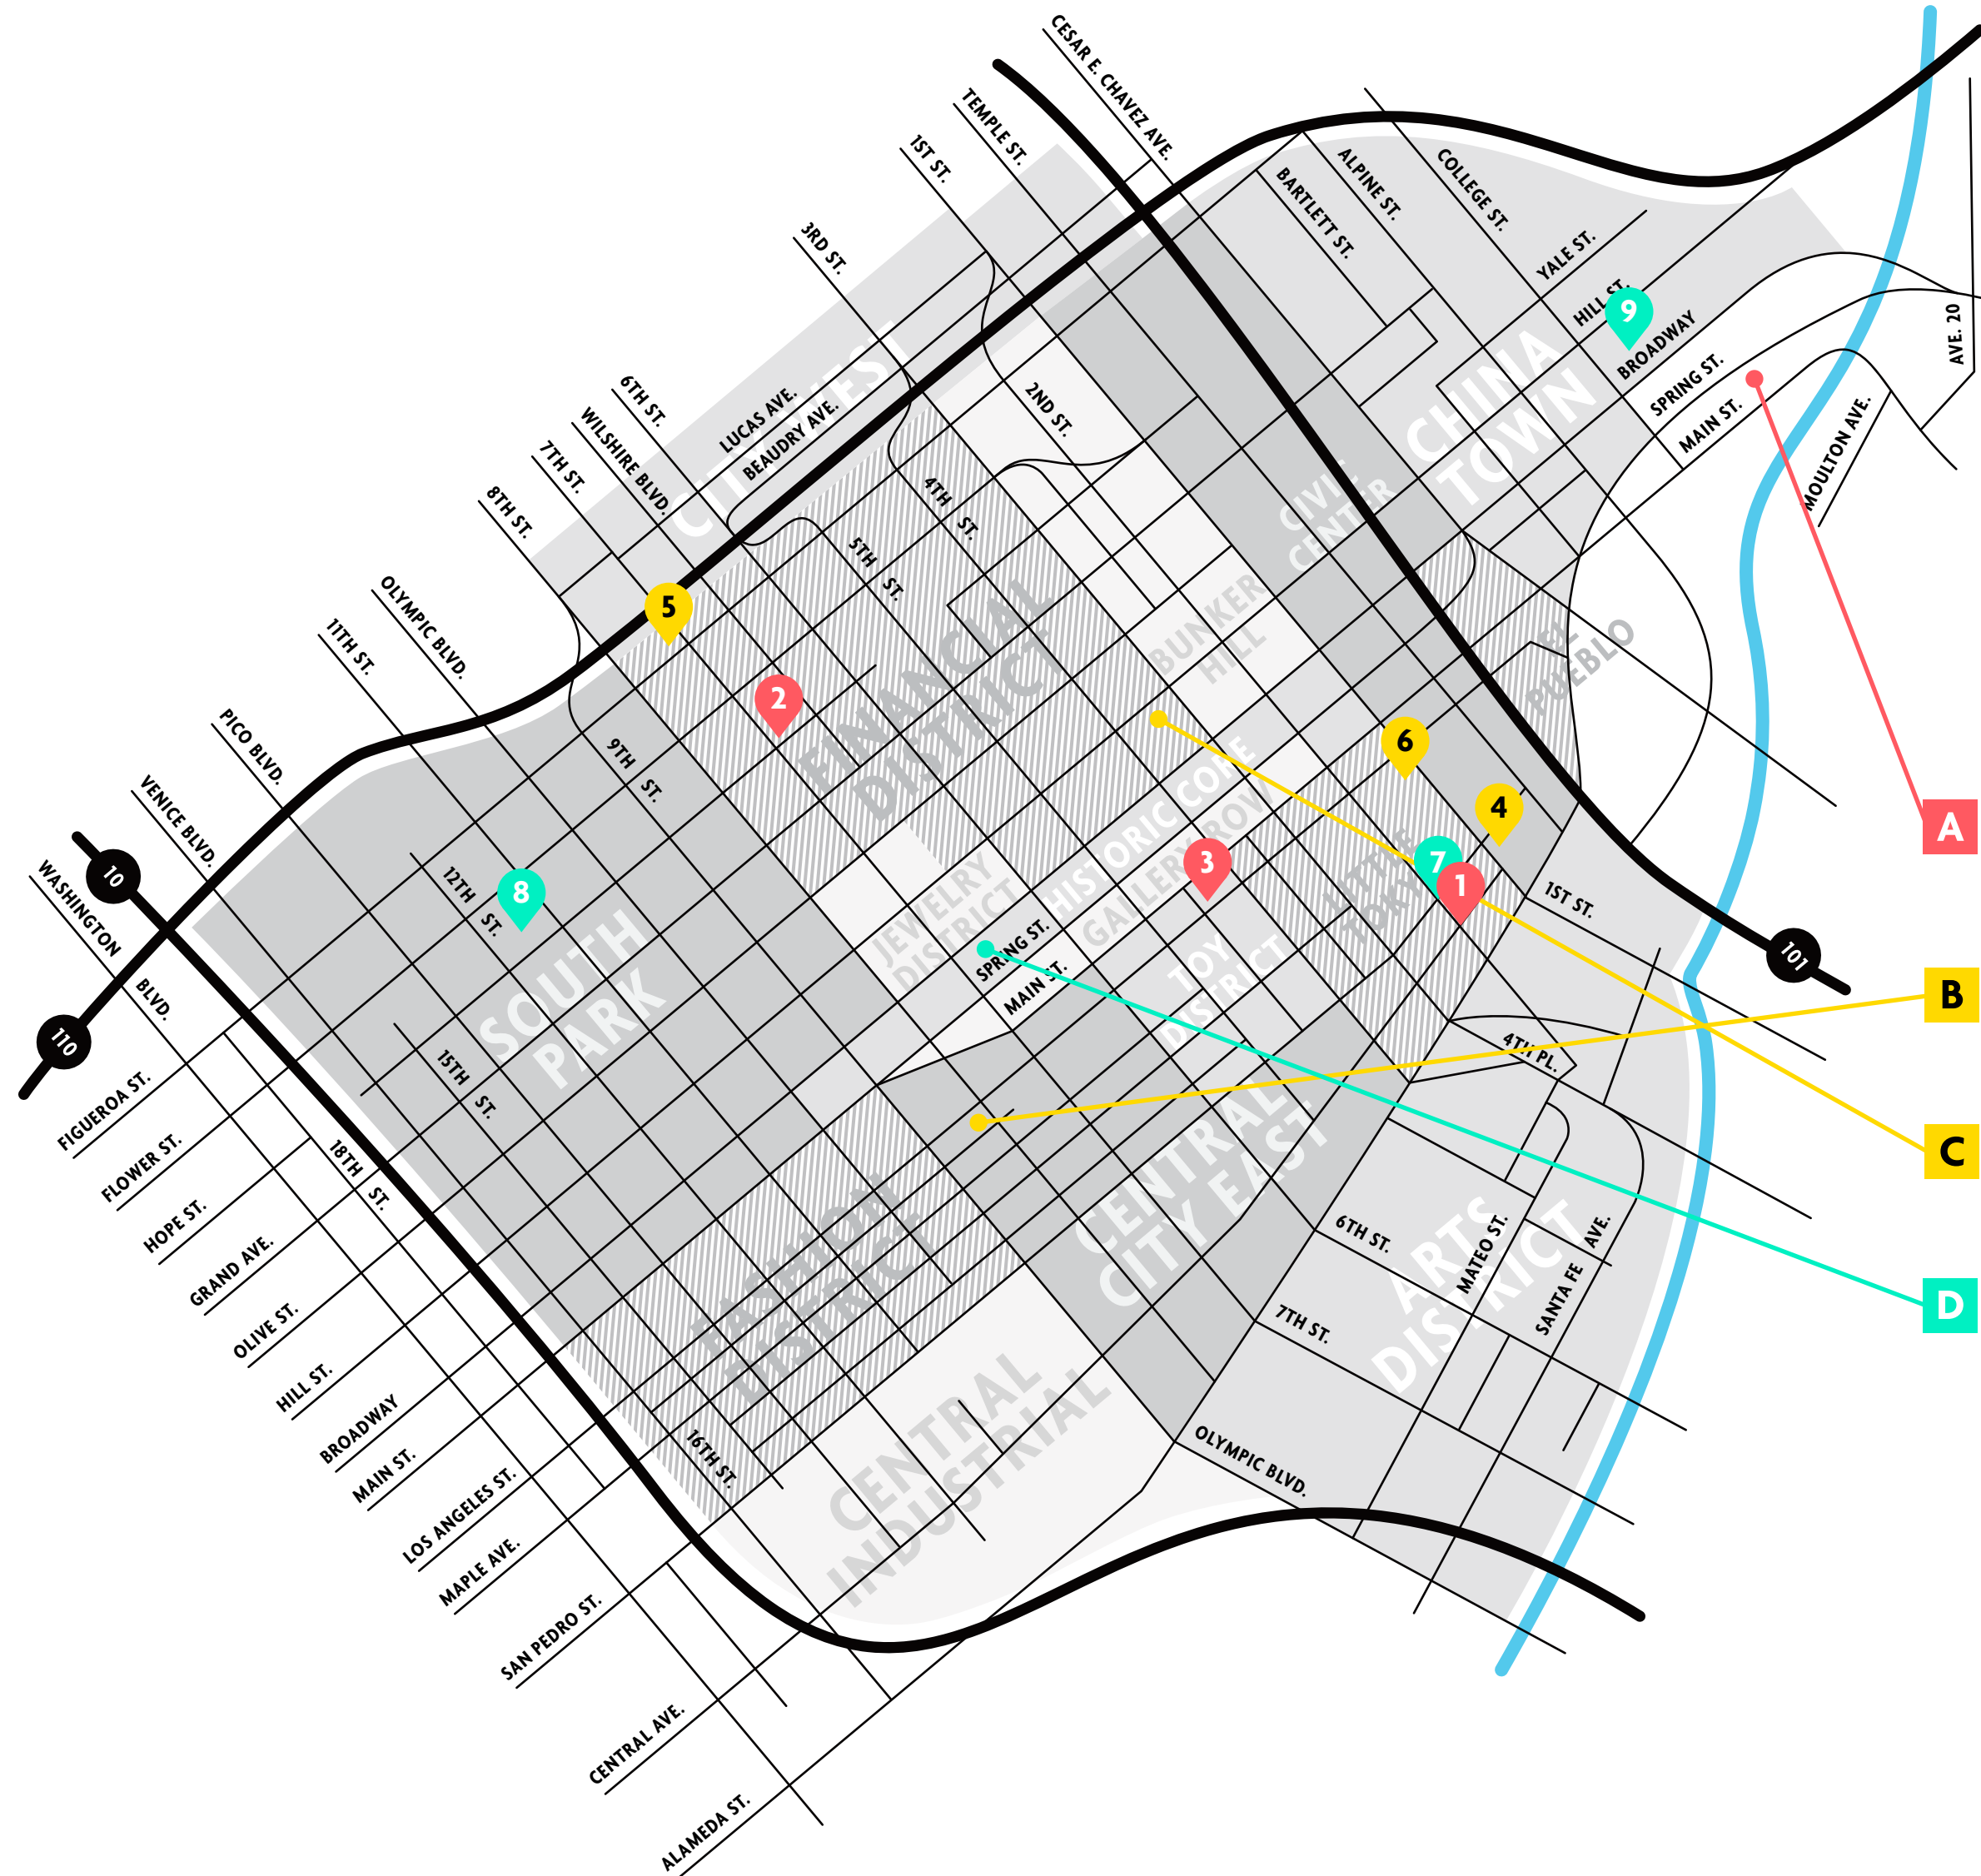 CESAR E. CHAVEZ AVE.
TEMPLE ST.
1ST ST.
3RD ST.
COLLEGE ST.
ALPINE ST.
BARTLETT ST.
YALE ST.
HILL ST.
9
BROADWAY
SPRING ST.
MAIN ST.
AVE. 20
MOULTON AVE.
CHINA
TOWN
2ND ST.
6TH ST.
WILSHIRE BLVD.
7TH ST.
8TH ST.
LUCAS AVE.
BEAUDRY AVE.
CITY WEST
4TH ST.
5TH ST.
CIVIC
CENTER
BUNKER
HILL
EL
PUEBLO
OLYMPIC BLVD.
11TH ST.
PICO BLVD.
VENICE BLVD.
WASHINGTON BLVD.
10
110
101
5
2
FINANCIAL
DISTRICT
9TH ST.
6
4
7
1
3
8
LITTLE
TOKYO
HISTORIC CORE
GALLERY ROW
JEWELRY
DISTRICT
SPRING ST.
MAIN ST.
TOY
DISTRICT
12TH ST.
15TH ST.
SOUTH
PARK
1ST ST.
4TH PL.
A
B
C
D
CENTRAL
CITY EAST
ARTS
DISTRICT
6TH ST.
7TH ST.
MATEO ST.
SANTA FE AVE.
OLYMPIC BLVD.
FASHION
DISTRICT
CENTRAL
INDUSTRIAL
16TH ST.
18TH ST.
FIGUEROA ST.
FLOWER ST.
HOPE ST.
GRAND AVE.
OLIVE ST.
HILL ST.
BROADWAY
MAIN ST.
LOS ANGELES ST.
MAPLE AVE.
SAN PEDRO ST.
CENTRAL AVE.
ALAMEDA ST.